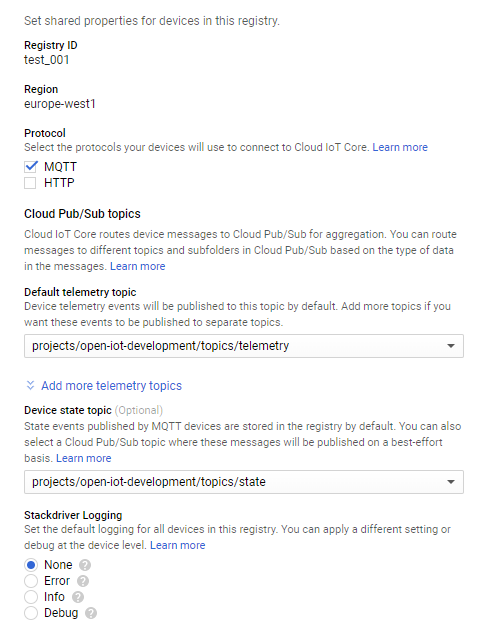 Set shared properties for devices in this registry.
Registry ID
test_001
Region
europe-west1
Protocol
Select the protocols your devices will use to connect to Cloud IoT Core. Learn more
MQTT
HTTP
Cloud Pub/Sub topics
Cloud IoT Core routes device messages to Cloud Pub/Sub for aggregation. You can route
messages to different topics and subfolders in Cloud Pub/Sub based on the type of data
in the messages. Learn more
Default telemetry topic
Device telemetry events will be published to this topic by default. Add more topics if you
want these events to be published to separate topics.
projects/open-iot-development/topics/telemetry
Add more telemetry topics
Device state topic (Optional)
State events published by MQTT devices are stored in the registry by default. You can also
select a Cloud Pub/Sub topic where these messages will be published on a best-effort
basis. Learn more
projects/open-iot-development/topics/state
Stackdriver Logging
Set the default logging for all devices in this registry. You can apply a different setting or
debug at the device level. Learn more
None ?
Error ?
Info ?
Debug ?